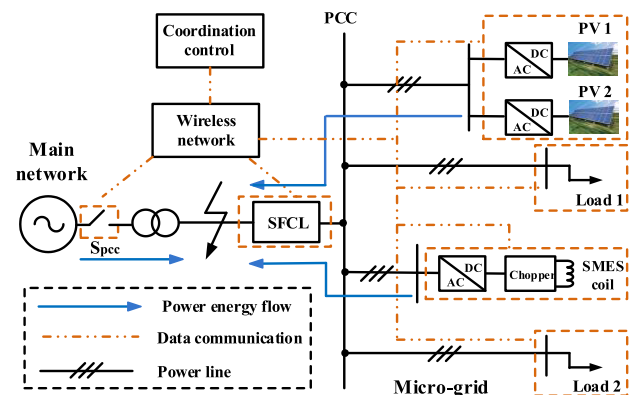 Coordination
control
PCC
PV 1
DC
AC
PV 2
DC
AC
Wireless
network
Main
network
Spcc
SFCL
Load 1
DC
AC
Chopper
SMES
coil
Power energy flow
Data communication
Power line
Micro-grid
Load 2